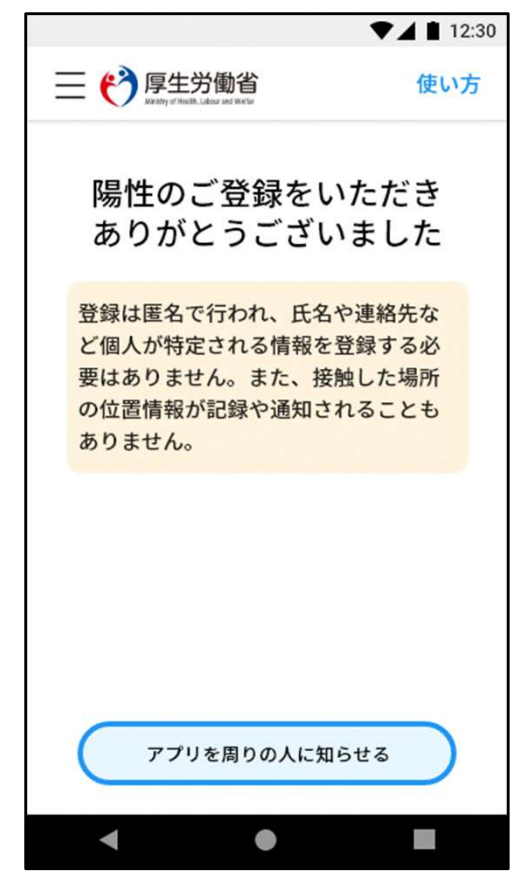 12:30
厚生労働省
Ministry of Health, Labour and Welfar
使い方
陽性のご登録をいただき
ありがとうございました
登録は匿名で行われ、氏名や連絡先な
ど個人が特定される情報を登録する必
要はありません。また、接触した場所
の位置情報が記録や通知されることも
ありません。
アプリを周りの人に知らせる